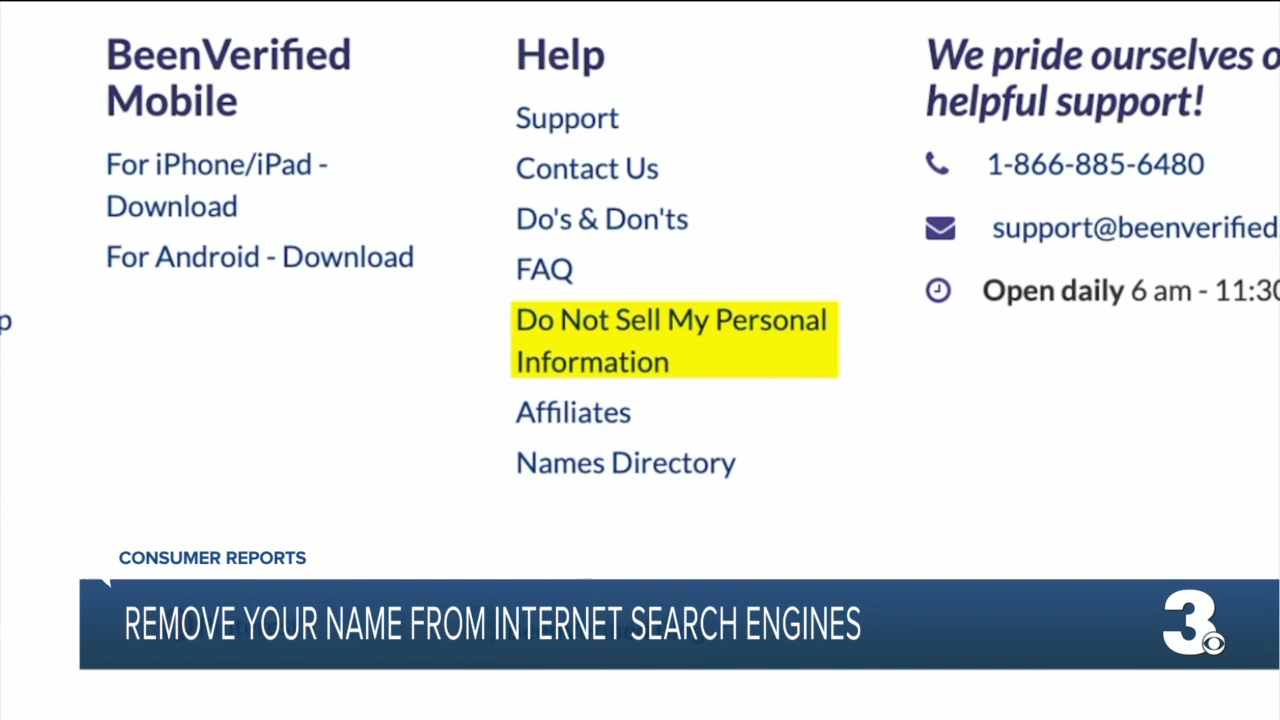 BeenVerified
Mobile
For iPhone/iPad -
Download
For Android - Download
p
Help
Support
Contact Us
Do's & Don'ts
FAQ
Do Not Sell My Personal
Information
Affiliates
Names Directory
We pride ourselves o
helpful support!
1-866-885-6480
support@beenverified
Open daily 6 am - 11:30
CONSUMER REPORTS
REMOVE YOUR NAME FROM INTERNET SEARCH ENGINES
3